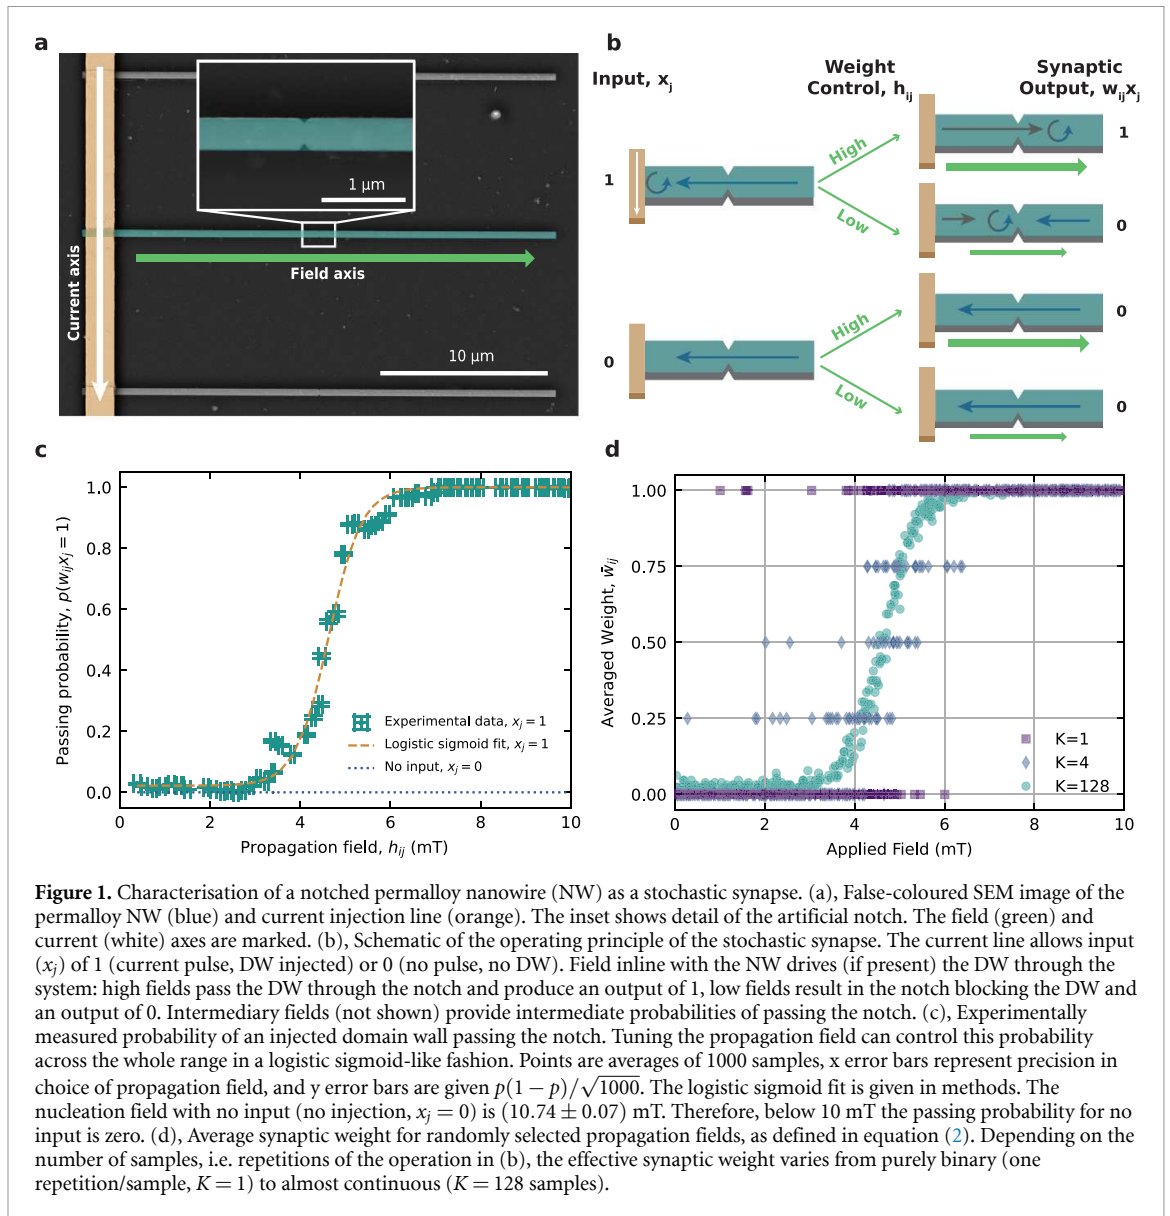 a
1 μm
Field axis
Current axis
10 μm
b
Input, xj
Weight
Control, hij
Synaptic
Output, wijxj
1
High
Low
1
0
0
High
Low
0
0
c
Passing probability, p(wijxj = 1)
1.0
0.8
0.6
0.4
0.2
0.0
Experimental data, xj = 1
Logistic sigmoid fit, xj = 1
No input, xj = 0
0 2 4 6 8 10
Propagation field, hij (mT)
d
Averaged Weight, w̄ij
1.00
0.75
0.50
0.25
0.00
K=1
K=4
K=128
0 2 4 6 8 10
Applied Field (mT)
Figure 1. Characterisation of a notched permalloy nanowire (NW) as a stochastic synapse. (a), False-coloured SEM image of the
permalloy NW (blue) and current injection line (orange). The inset shows detail of the artificial notch. The field (green) and
current (white) axes are marked. (b), Schematic of the operating principle of the stochastic synapse. The current line allows input
(xj) of 1 (current pulse, DW injected) or 0 (no pulse, no DW). Field inline with the NW drives (if present) the DW through the
system: high fields pass the DW through the notch and produce an output of 1, low fields result in the notch blocking the DW and
an output of 0. Intermediary fields (not shown) provide intermediate probabilities of passing the notch. (c), Experimentally
measured probability of an injected domain wall passing the notch. Tuning the propagation field can control this probability
across the whole range in a logistic sigmoid-like fashion. Points are averages of 1000 samples, x error bars represent precision in
choice of propagation field, and y error bars are given p(1 − p)/√1000. The logistic sigmoid fit is given in methods. The
nucleation field with no input (no injection, xj = 0) is (10.74 ± 0.07) mT. Therefore, below 10 mT the passing probability for no
input is zero. (d), Average synaptic weight for randomly selected propagation fields, as defined in equation (2). Depending on the
number of samples, i.e. repetitions of the operation in (b), the effective synaptic weight varies from purely binary (one
repetition/sample, K = 1) to almost continuous (K = 128 samples).